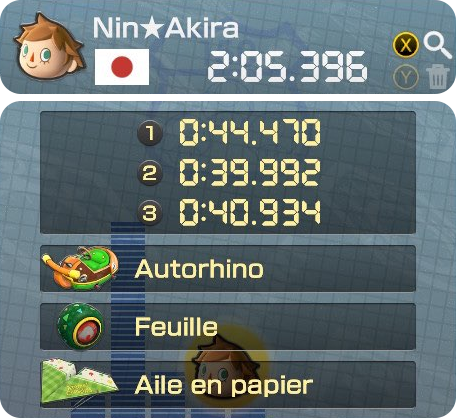 Nin★Akira
X
2:05.396
Y
1 0:44.470
2 0:39.992
3 0:40.934
Autorhino
Feuille
Aile en papier